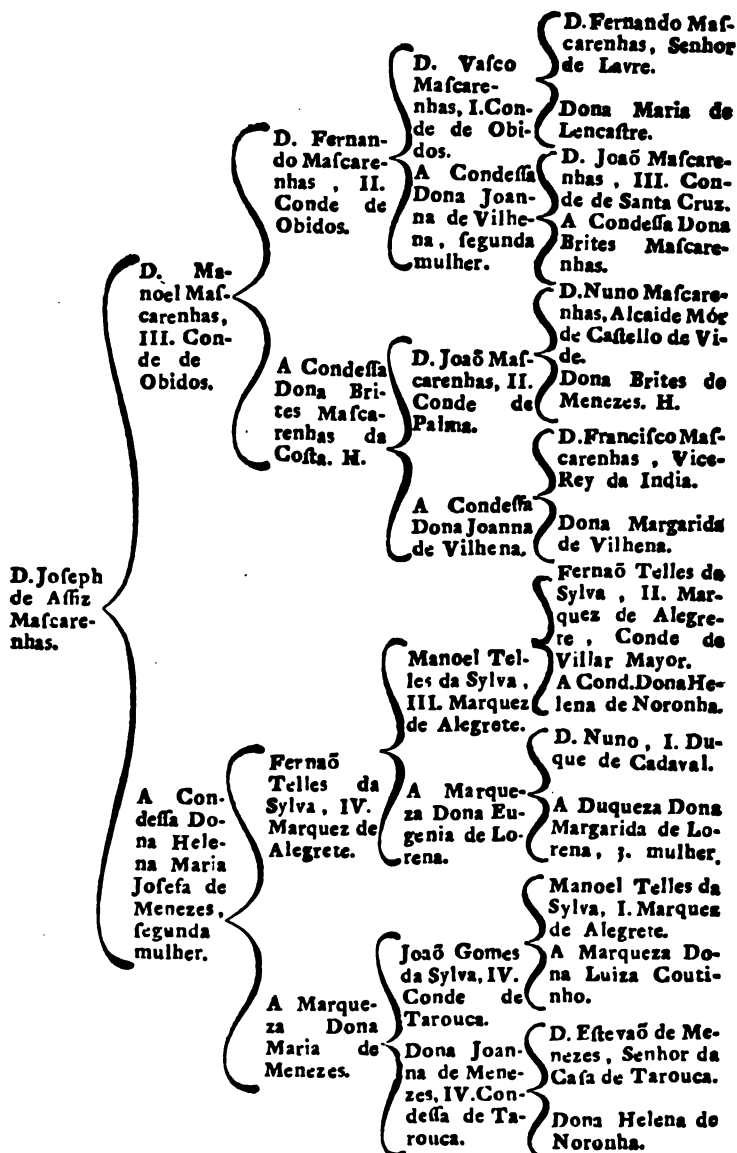 D. Joseph
de Assiz
Mascare-
nhas.
D. Ma-
noel Mas-
carenhas,
III. Con-
de de
Obidos.
A Con-
dessa Do-
na Hele-
na Maria
Josefa de
Menezes,
segunda
mulher.
D. Fernan-
do Mascare-
nhas , II.
Conde de
Obidos.
A Condessa
Dona Bri-
tes Masca-
renhas da
Costa. H.
Fernaõ
Telles da
Sylva, IV.
Marquez de
Alegrete.
A Marque-
za Dona
Maria de
Menezes.
D. Vasco
Mascare-
nhas, I.Con-
de de Obi-
dos.
A Condessa
Dona Joan-
na de Vilhe-
na, segunda
mulher.
D. Joaõ Mas-
carenhas, II.
Conde de
Palma.
A Condessa
Dona Joanna
de Vilhena.
Manoel Tel-
les da Sylva,
III. Marquez
de Alegrete.
A Marque-
za Dona Eu-
genia de Lo-
rena.
Joaõ Gomes
da Sylva, IV.
Conde de
Tarouca.
Dona Joan-
na de Mene-
zes, IV.Con-
dessa de Ta-
rouca.
D. Fernando Mas-
carenhas, Senhor
de Lavre.
Dona Maria de
Lencastre.
D. Joaõ Mascare-
nhas , III. Con-
de de Santa Cruz.
A Condessa Dona
Brites Mascare-
nhas.
D. Nuno Mascare-
nhas, Alcaide Mór
de Castello de Vi-
de.
Dona Brites de
Menezes. H.
D. Francisco Mas-
carenhas , Vice-
Rey da India.
Dona Margarida
de Vilhena.
Fernaõ Telles da
Sylva , II. Mar-
quez de Alegre-
te , Conde de
Villar Mayor.
A Cond. Dona He-
lena de Noronha.
D. Nuno , I. Du-
que de Cadaval.
A Duqueza Dona
Margarida de Lo-
rena, 3. mulher.
Manoel Telles da
Sylva, I. Marquez
de Alegrete.
A Marqueza Do-
na Luiza Couti-
nho.
D. Estevaõ de Me-
nezes, Senhor da
Casa de Tarouca.
Dona Helena de
Noronha.